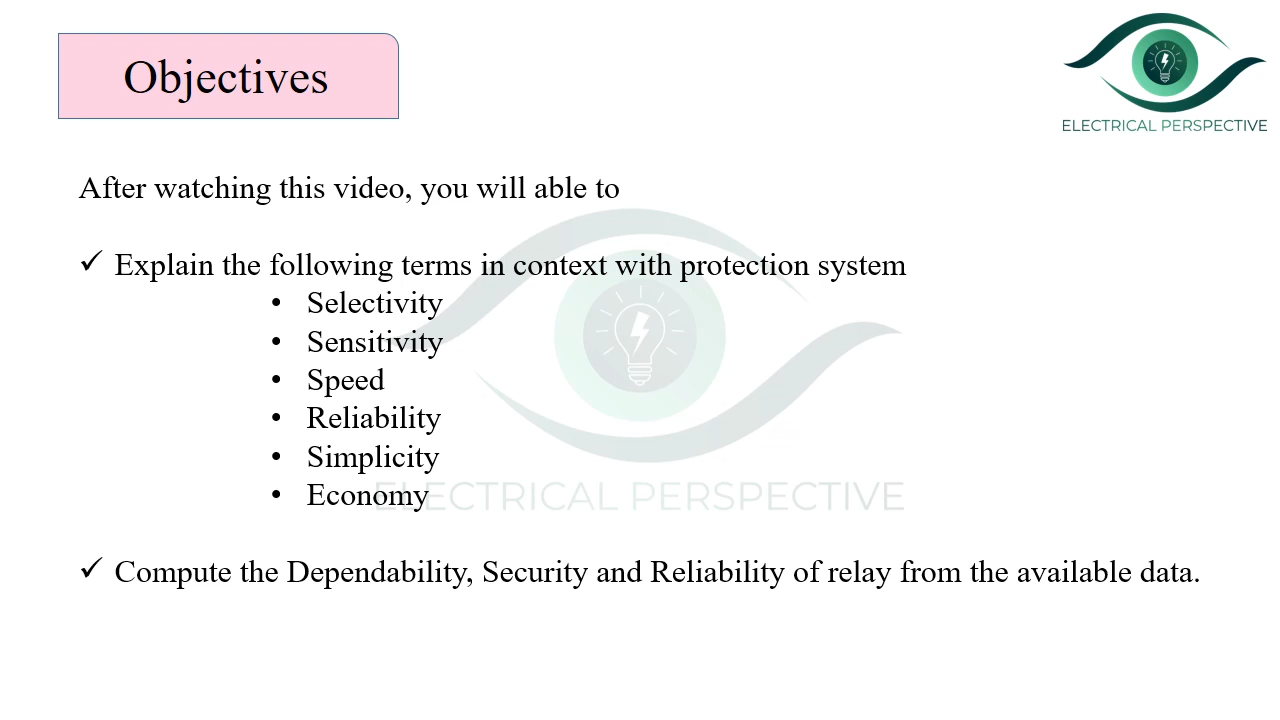 Objectives
ELECTRICAL PERSPECTIVE
After watching this video, you will able to
✓ Explain the following terms in context with protection system
• Selectivity
• Sensitivity
• Speed
• Reliability
• Simplicity
• Economy
ELECTRICAL PERSPECTIVE
✓ Compute the Dependability, Security and Reliability of relay from the available data.